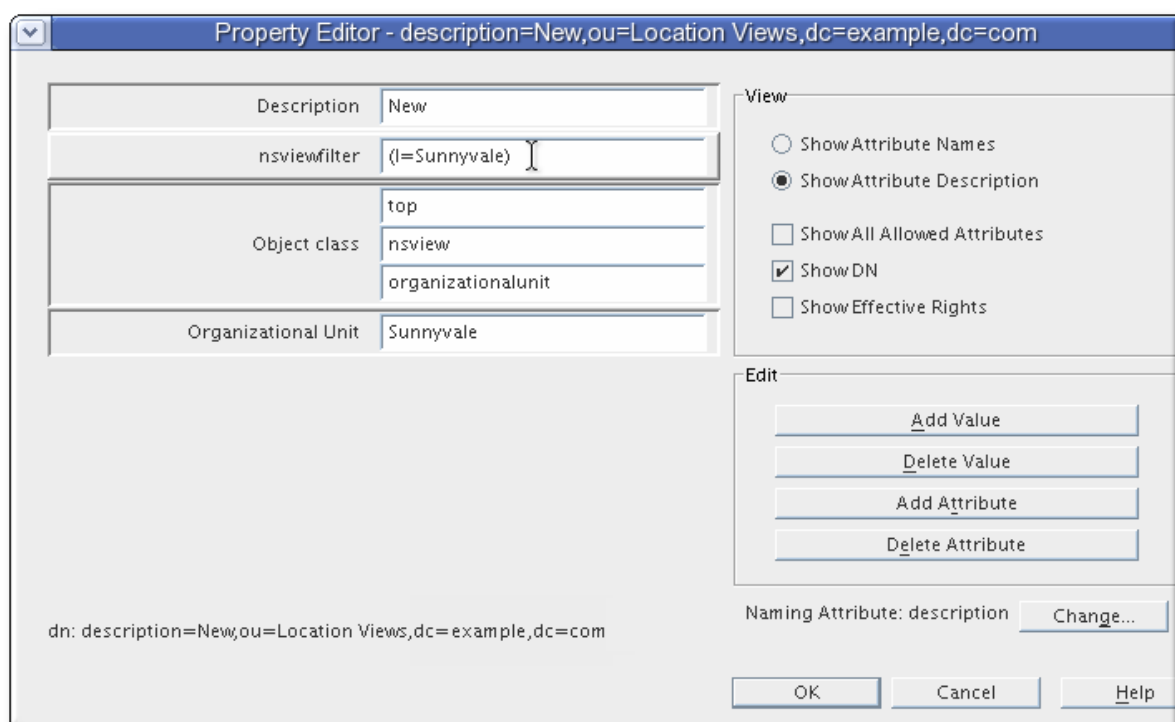 Property Editor - description=New,ou=Location Views,dc=example,dc=com
Description New
nsviewfilter (l=Sunnyvale)
Object class top
nsview
organizationalunit
Organizational Unit Sunnyvale
dn: description=New,ou=Location Views,dc=example,dc=com
View
Show Attribute Names
Show Attribute Description
Show All Allowed Attributes
Show DN
Show Effective Rights
Edit
Add Value
Delete Value
Add Attribute
Delete Attribute
Naming Attribute: description Change...
OK Cancel Help